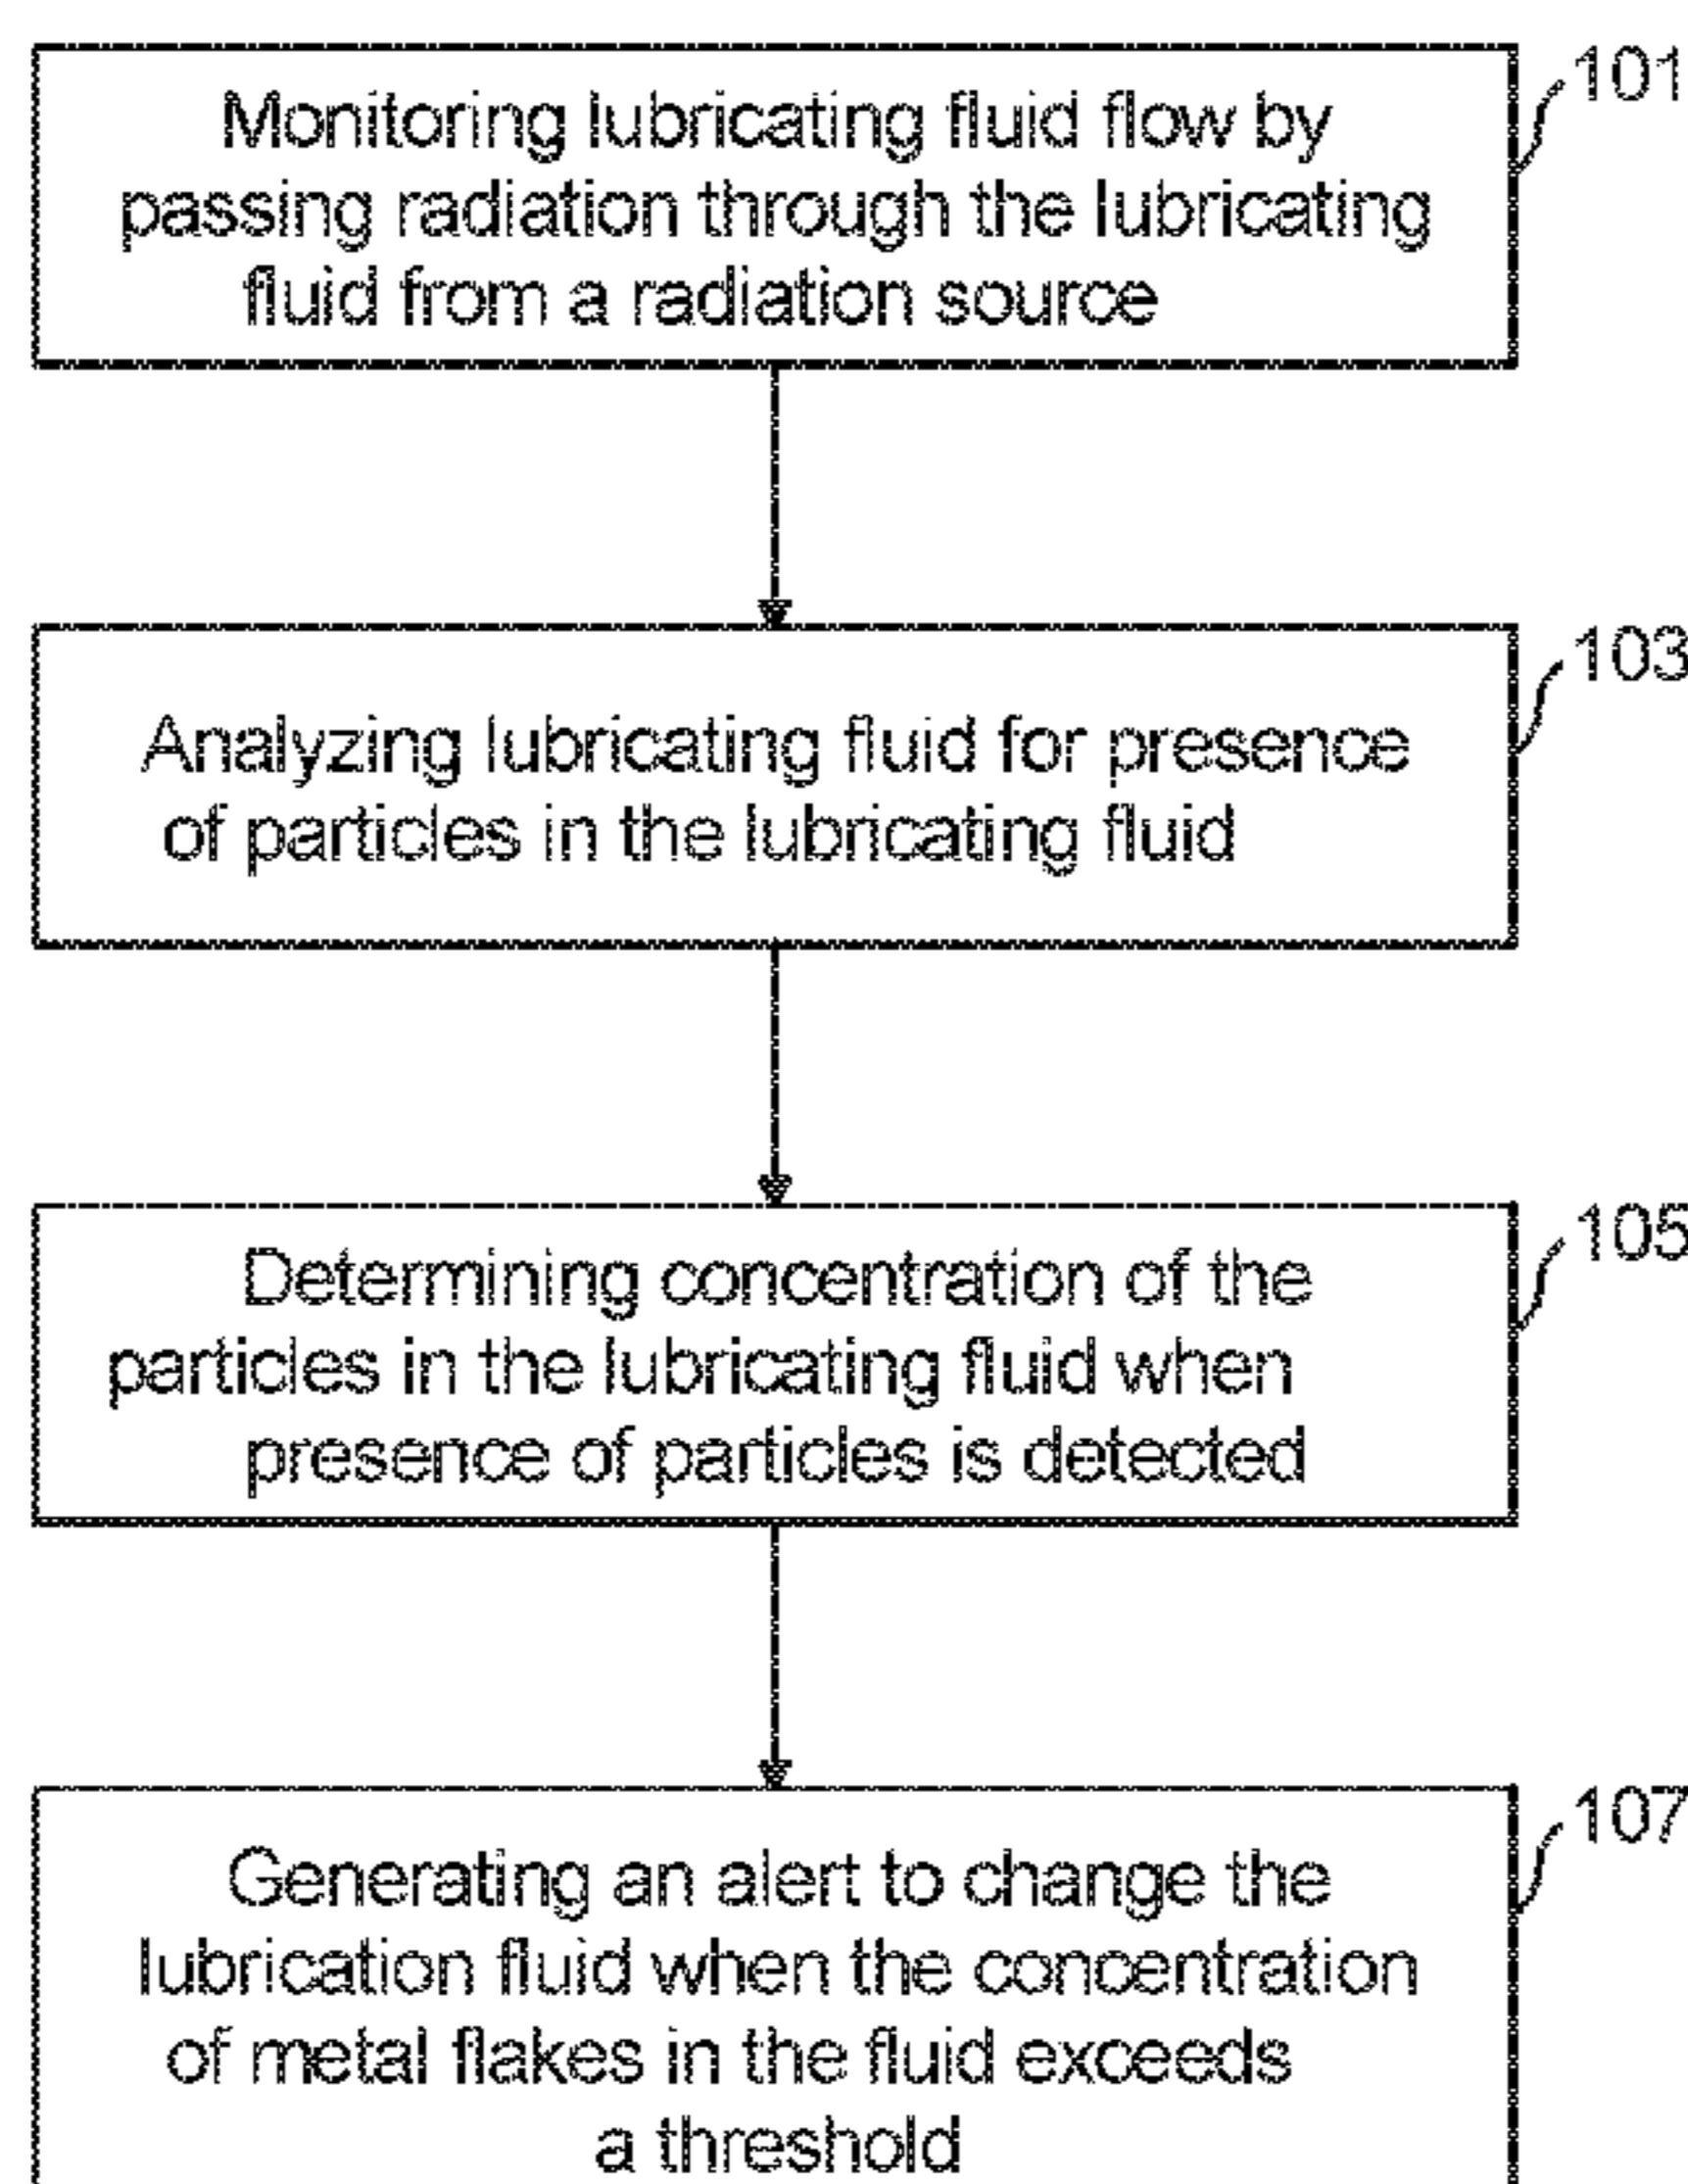 Monitoring lubricating fluid flow by
passing radiation through the lubricating
fluid from a radiation source
101
Analyzing lubricating fluid for presence
of particles in the lubricating fluid
103
Determining concentration of the
particles in the lubricating fluid when
presence of particles is detected
105
Generating an alert to change the
lubrication fluid when the concentration
of metal flakes in the fluid exceeds
a threshold
107